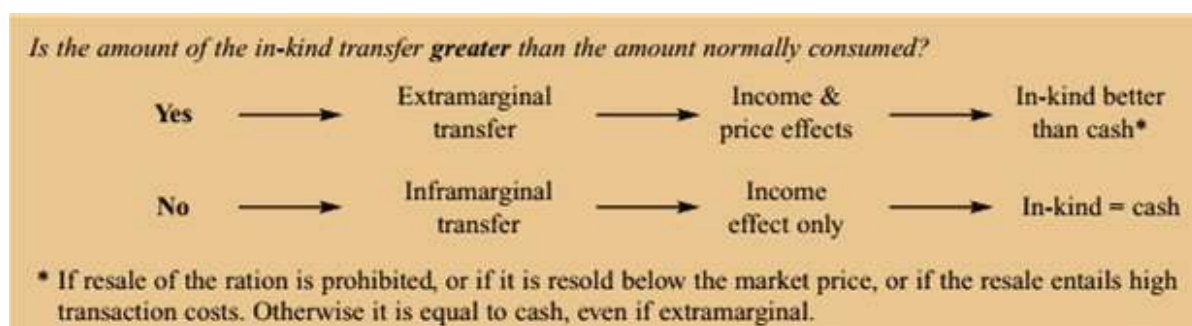 Is the amount of the in-kind transfer greater than the amount normally consumed?
Yes
Extramarginal
transfer
Income &
price effects
In-kind better
than cash*
No
Inframarginal
transfer
Income
effect only
In-kind = cash
* If resale of the ration is prohibited, or if it is resold below the market price, or if the resale entails high
transaction costs. Otherwise it is equal to cash, even if extramarginal.